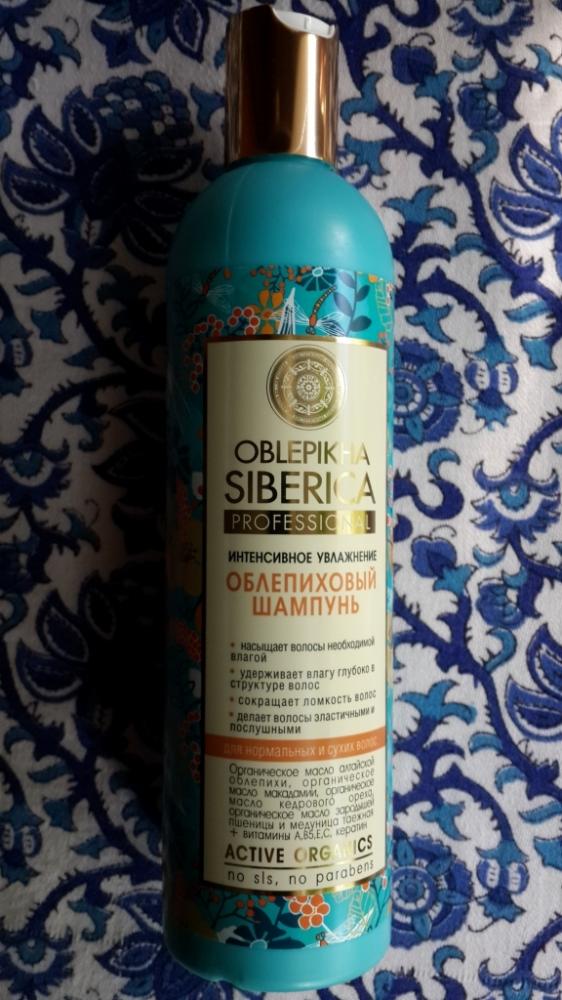 OBLEPIKHA
SIBERICA
PROFESSIONAL
ИНТЕНСИВНОЕ УВЛАЖНЕНИЕ
ОБЛЕПИХОВЫЙ
ШАМПУНЬ
• насыщает волосы необходимой
влагой
• удерживает влагу глубоко в
структуре волос
• сокращает ломкость волос
• делает волосы эластичными и
послушными
для нормальных и сухих волос
Органическое масло алтайской
облепихи, органическое
масло макадамии, органическое
масло кедрового ореха,
органическое масло зародышей
пшеницы и медуница таежная
+ витамины А,В5,Е,С, кератин
ACTIVE ORGANICS
no sls, no parabens